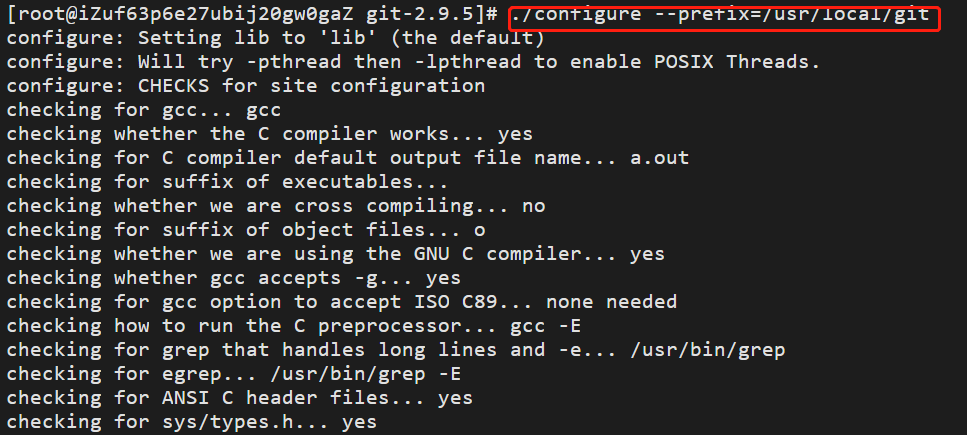 [root@iZuf63p6e27ubij20gw0gaZ git-2.9.5]# ./configure --prefix=/usr/local/git
configure: Setting lib to 'lib' (the default)
configure: Will try -pthread then -lpthread to enable POSIX Threads.
configure: CHECKS for site configuration
checking for gcc... gcc
checking whether the C compiler works... yes
checking for C compiler default output file name... a.out
checking for suffix of executables...
checking whether we are cross compiling... no
checking for suffix of object files... o
checking whether we are using the GNU C compiler... yes
checking whether gcc accepts -g... yes
checking for gcc option to accept ISO C89... none needed
checking how to run the C preprocessor... gcc -E
checking for grep that handles long lines and -e... /usr/bin/grep
checking for egrep... /usr/bin/grep -E
checking for ANSI C header files... yes
checking for sys/types.h... yes